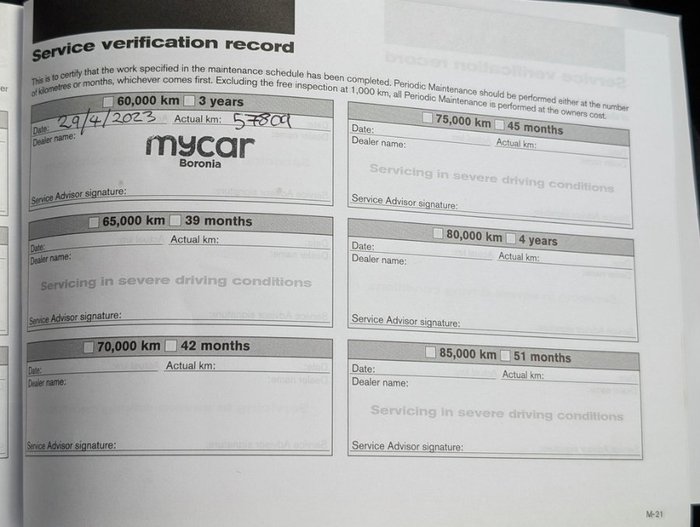 Service verification record
This is to certify that the work specified in the maintenance schedule has been completed. Periodic Maintenance should be performed either at the number
of kilometres or months, whichever comes first. Excluding the free inspection at 1,000 km, all Periodic Maintenance is performed at the owners cost.
60,000 km 3 years
Date: 29/4/2023 Actual km: 57809
Dealer name:
mycar
Boronia
Service Advisor signature:
65,000 km 39 months
Date: Actual km:
Dealer name:
Servicing in severe driving conditions
Service Advisor signature:
70,000 km 42 months
Date: Actual km:
Dealer name:
Service Advisor signature:
75,000 km 45 months
Date: Actual km:
Dealer name:
Servicing in severe driving conditions
Service Advisor signature:
80,000 km 4 years
Date: Actual km:
Dealer name:
Service Advisor signature:
85,000 km 51 months
Date: Actual km:
Dealer name:
Servicing in severe driving conditions
Service Advisor signature:
M-21